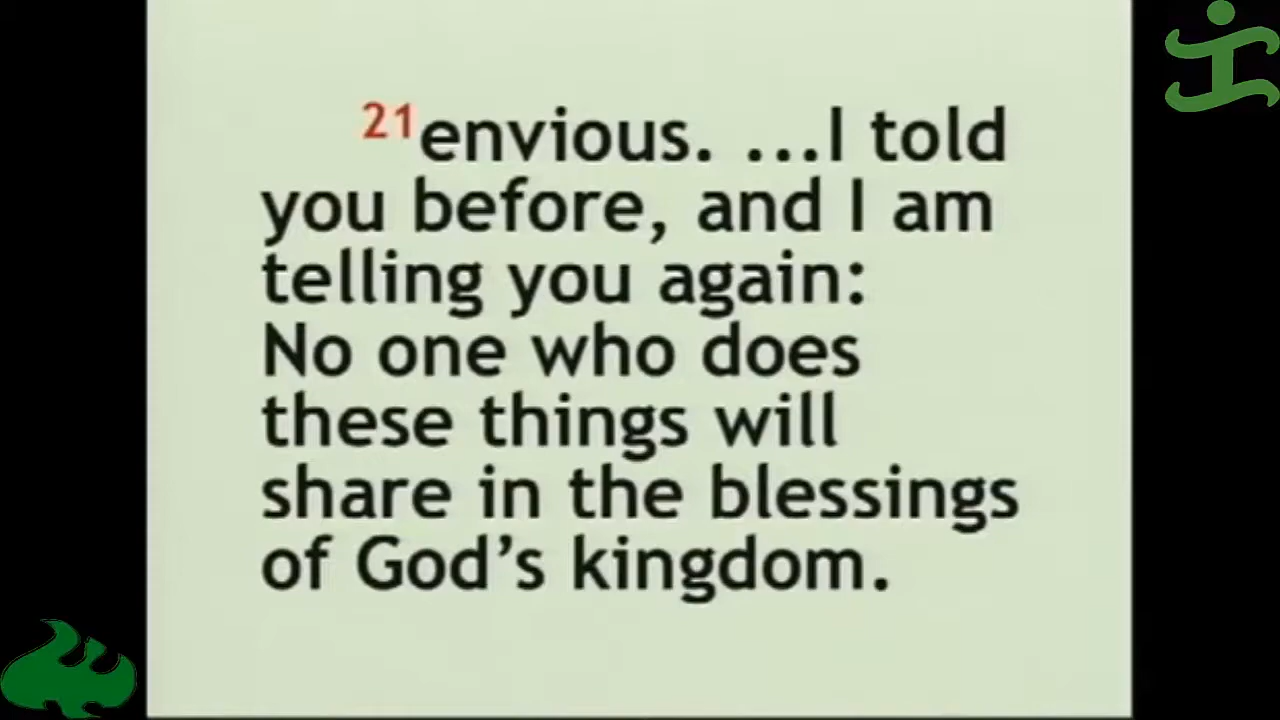 21envious. ...I told
you before, and I am
telling you again:
No one who does
these things will
share in the blessings
of God’s kingdom.